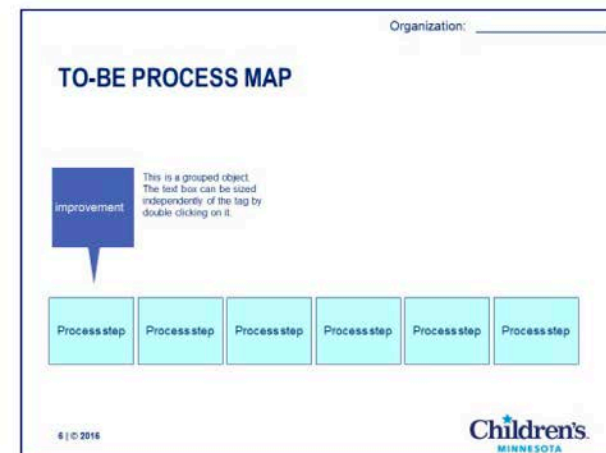 Organization:
TO-BE PROCESS MAP
This is a grouped object.
The text box can be sized
independently of the tag by
double clicking on it.
improvement
Process step Process step Process step Process step Process step Process step
6 | © 2016
Children's
MINNESOTA